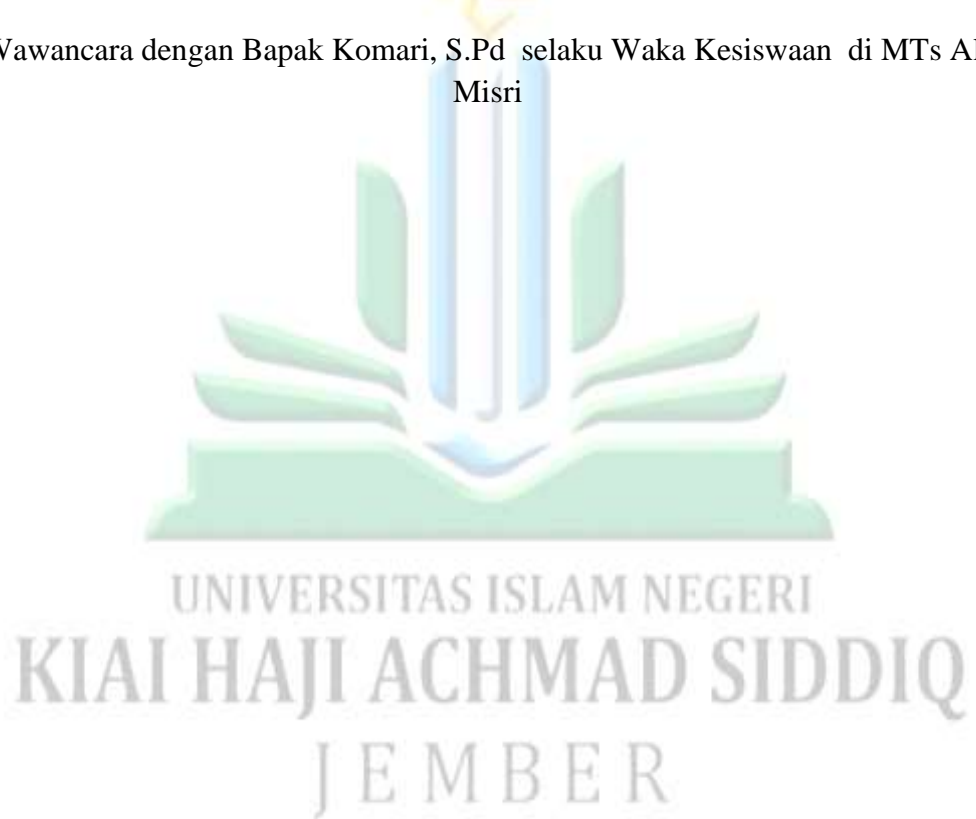 Wawancara dengan Bapak Komari, S.Pd selaku Waka Kesiswaan di MTs Al
Misri
UNIVERSITAS ISLAM NEGERI
KIAI HAJI ACHMAD SIDDIQ
JEMBER